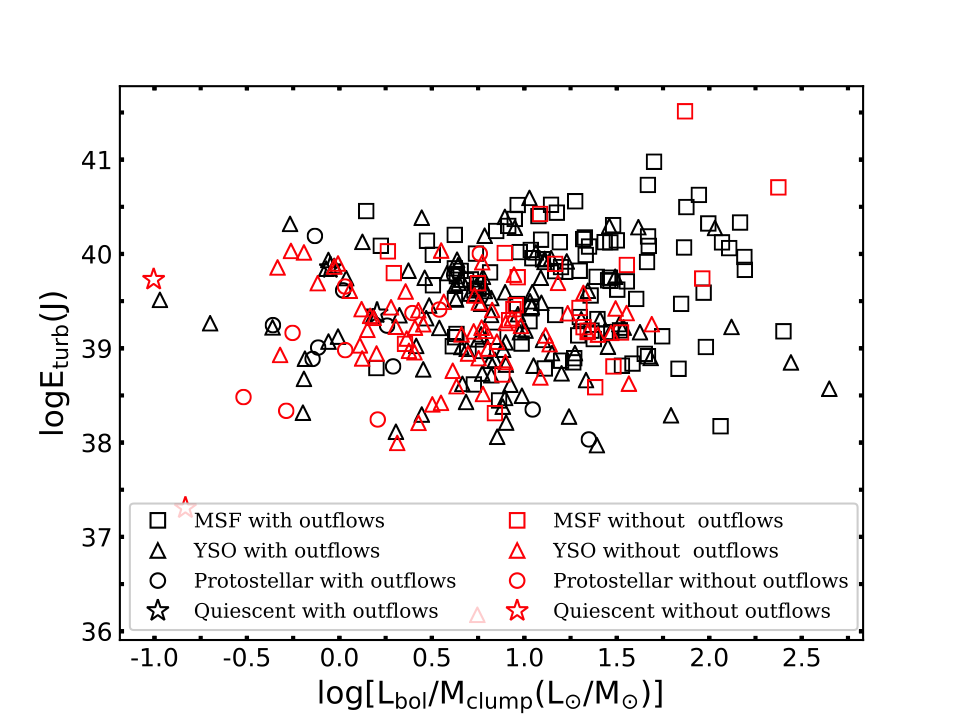 41
40
39
38
37
36
logE_turb(J)
MSF with outflows
YSO with outflows
Protostellar with outflows
Quiescent with outflows
MSF without  outflows
YSO without  outflows
Protostellar without outflows
Quiescent without outflows
-1.0 -0.5 0.0 0.5 1.0 1.5 2.0 2.5
log[L_bol/M_clump(L_⊙/M_⊙)]